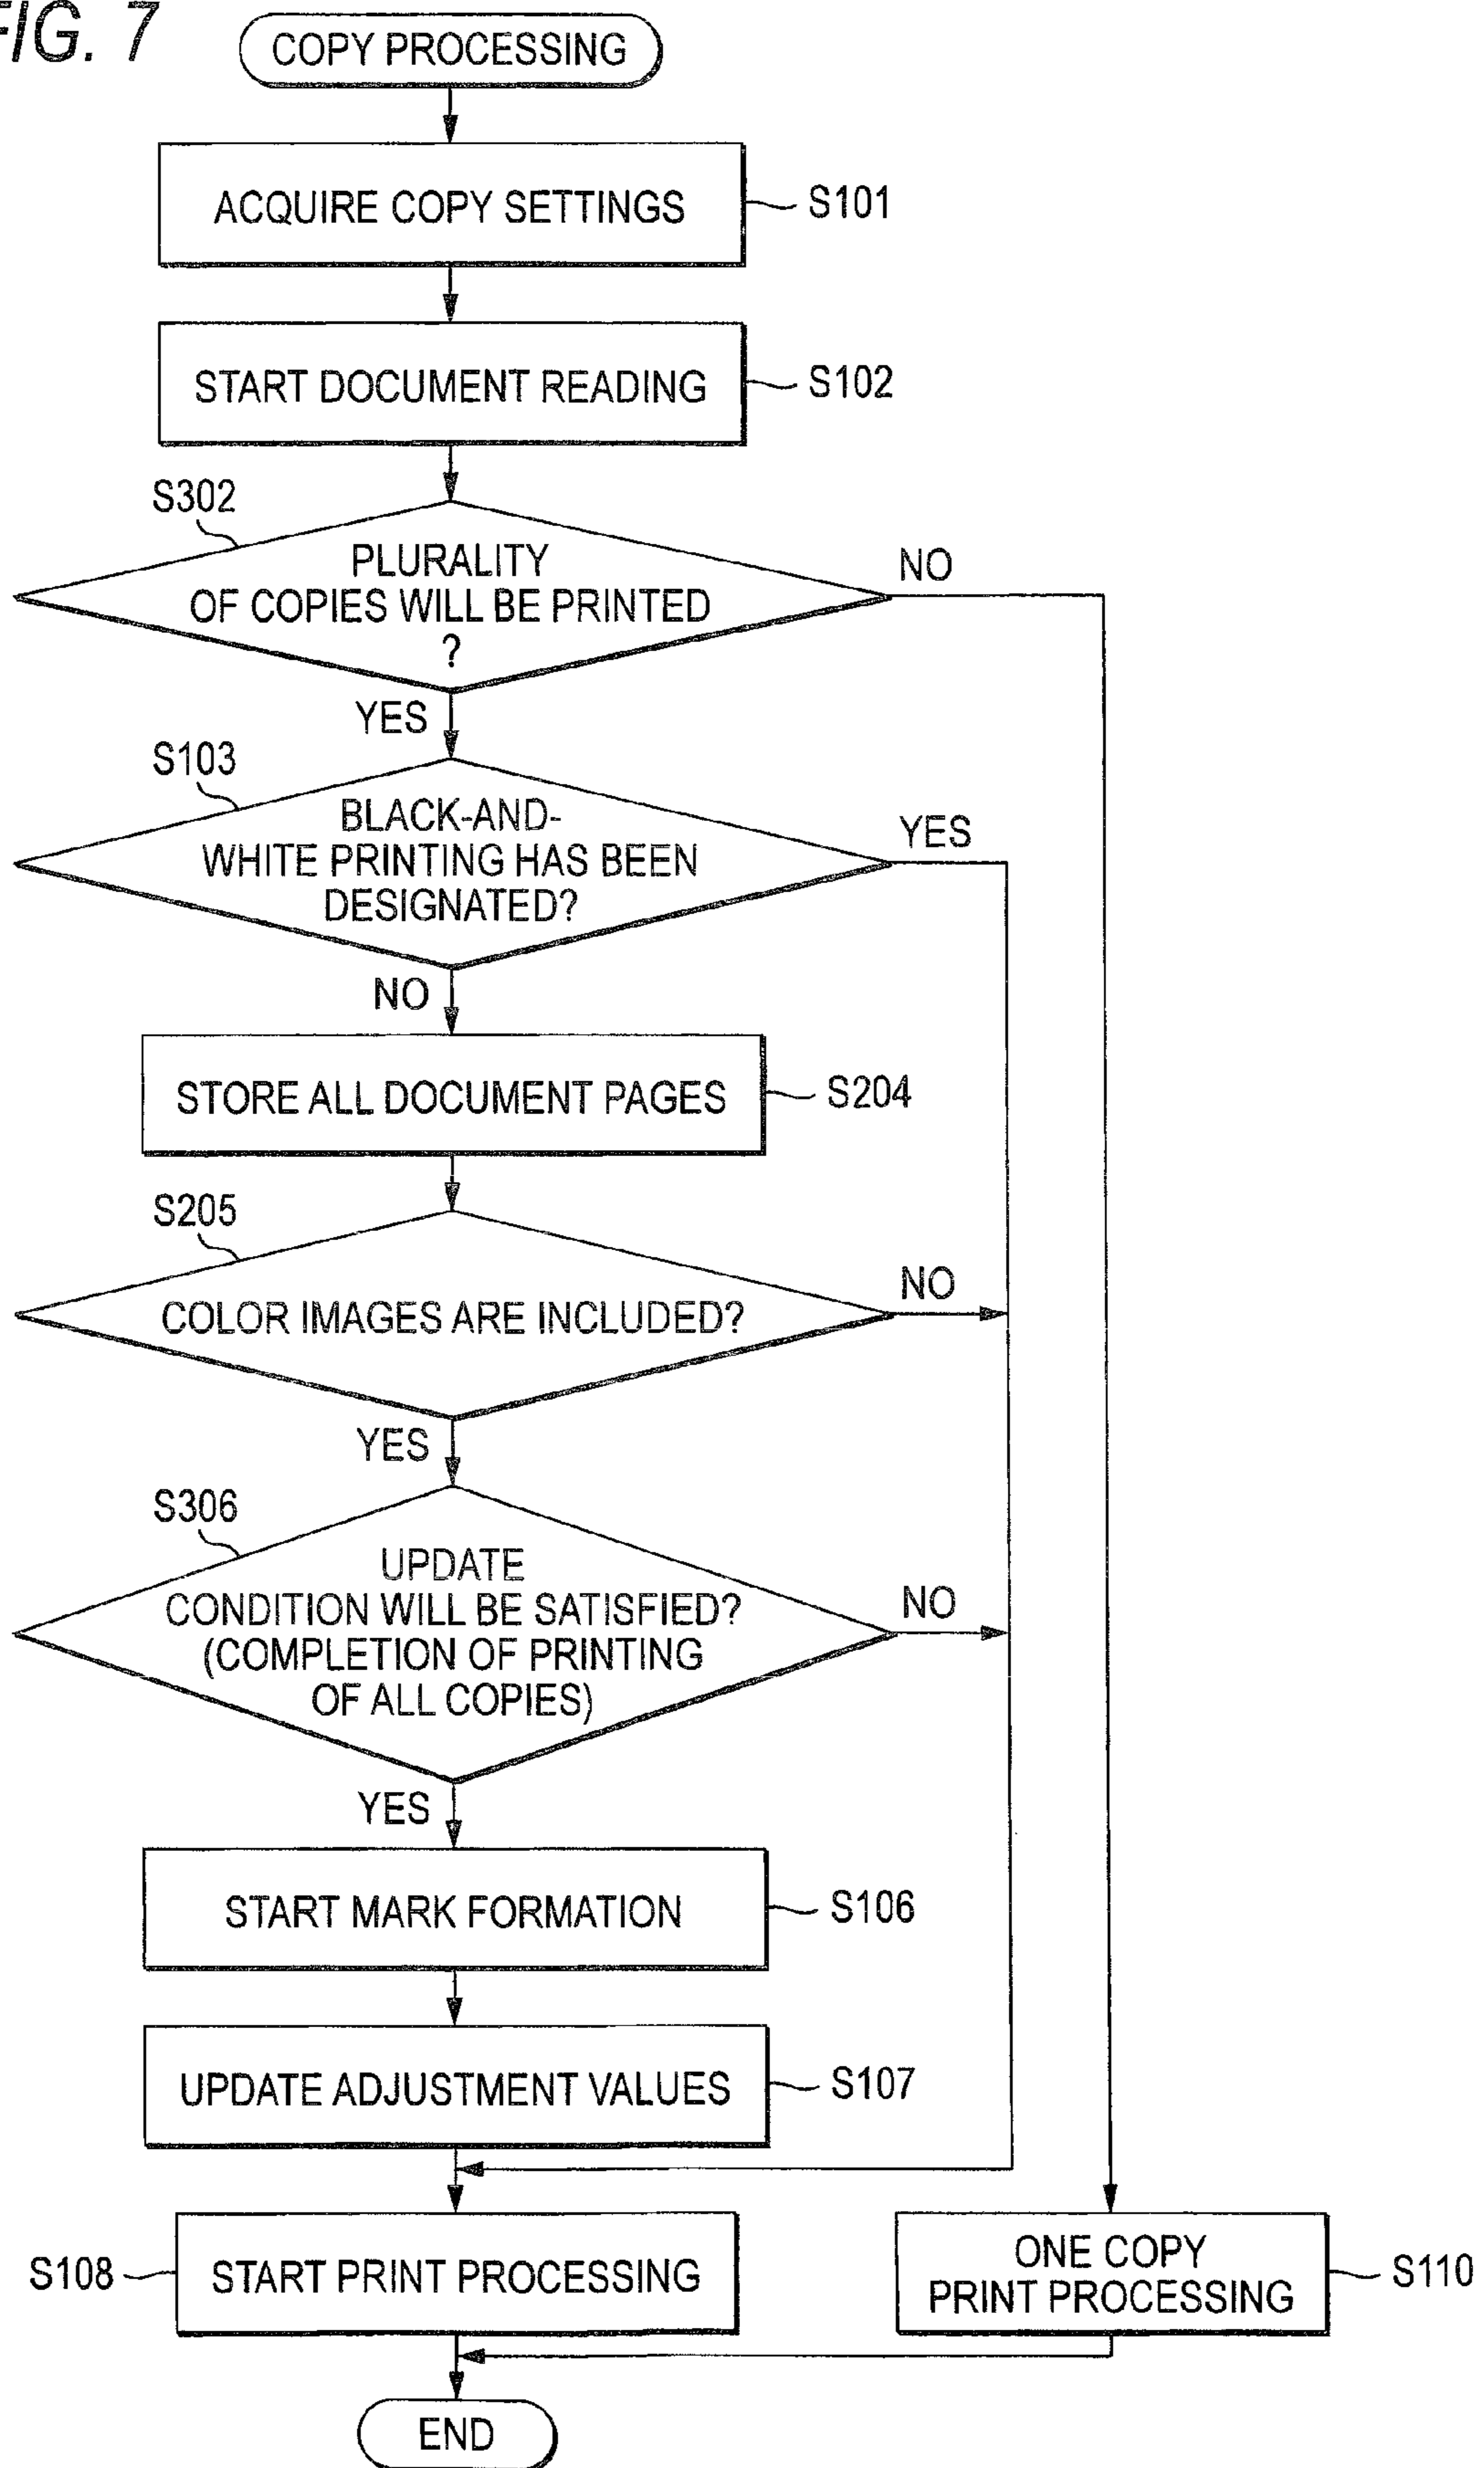 FIG. 7
COPY PROCESSING
ACQUIRE COPY SETTINGS
S101
START DOCUMENT READING
S102
S302
PLURALITY
OF COPIES WILL BE PRINTED
?
NO
YES
S103
BLACK-AND-
WHITE PRINTING HAS BEEN
DESIGNATED?
YES
NO
STORE ALL DOCUMENT PAGES
S204
S205
COLOR IMAGES ARE INCLUDED?
NO
YES
S306
UPDATE
CONDITION WILL BE SATISFIED?
(COMPLETION OF PRINTING
OF ALL COPIES)
NO
YES
START MARK FORMATION
S106
UPDATE ADJUSTMENT VALUES
S107
S108
START PRINT PROCESSING
ONE COPY
PRINT PROCESSING
S110
END